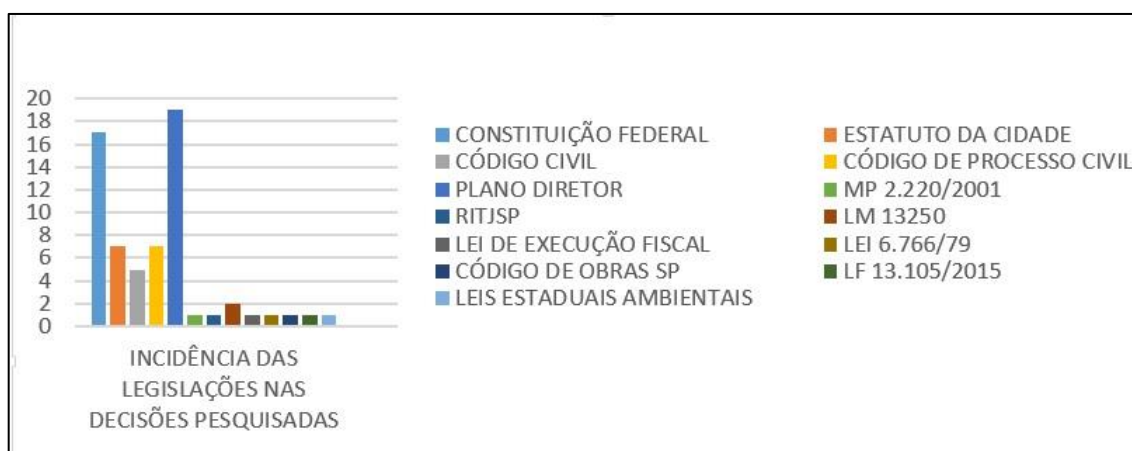 20
18
16
14
12
10
8
6
4
2
0
INCIDÊNCIA DAS
LEGISLAÇÕES NAS
DECISÕES PESQUISADAS
CONSTITUIÇÃO FEDERAL ESTATUTO DA CIDADE
CÓDIGO CIVIL CÓDIGO DE PROCESSO CIVIL
PLANO DIRETOR MP 2.220/2001
RITJSP LM 13250
LEI DE EXECUÇÃO FISCAL LEI 6.766/79
CÓDIGO DE OBRAS SP LF 13.105/2015
LEIS ESTADUAIS AMBIENTAIS